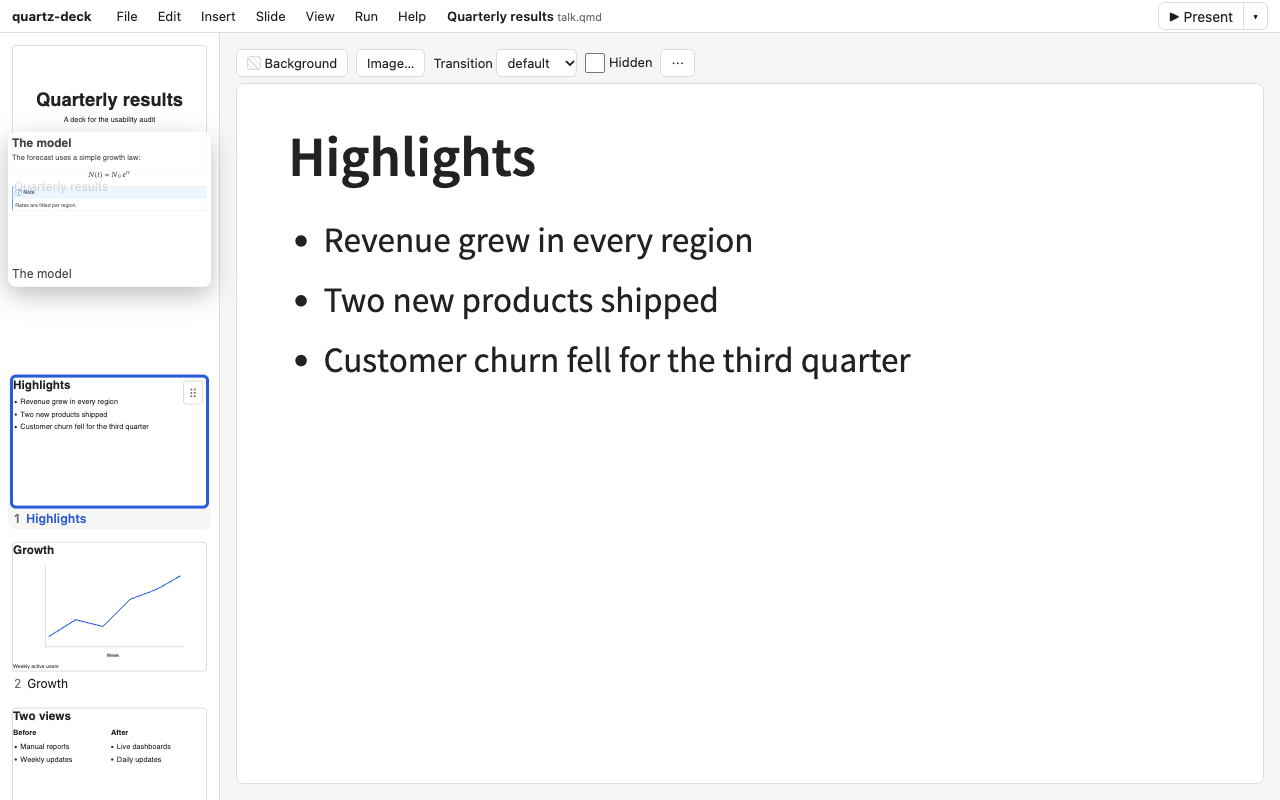 quartz-deck File Edit Insert Slide View Run Help Quarterly results talk.qmd ▶ Present ▾
Background Image... Transition default Hidden ...
Quarterly results
A deck for the usability audit
The model
The forecast uses a simple growth law:
N(t) = N₀ eʳᵗ
Quarterly results
Note
Rates are fitted per region.
The model
Highlights
• Revenue grew in every region
• Two new products shipped
• Customer churn fell for the third quarter
1 Highlights
Growth
Week
Weekly active users
2 Growth
Two views
Before After
• Manual reports • Live dashboards
• Weekly updates • Daily updates
Highlights
• Revenue grew in every region
• Two new products shipped
• Customer churn fell for the third quarter